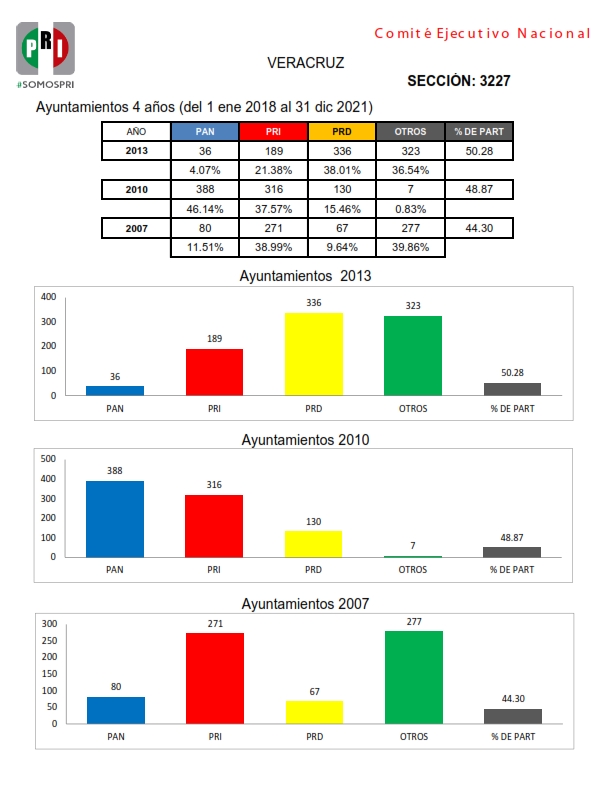 Comité Ejecutivo Nacional
PRI
#SOMOSPRI
VERACRUZ
SECCIÓN: 3227
Ayuntamientos 4 años (del 1 ene 2018 al 31 dic 2021)
AÑO PAN PRI PRD OTROS % DE PART
2013 36 189 336 323 50.28
4.07% 21.38% 38.01% 36.54%
2010 388 316 130 7 48.87
46.14% 37.57% 15.46% 0.83%
2007 80 271 67 277 44.30
11.51% 38.99% 9.64% 39.86%
Ayuntamientos 2013
400
300
200
100
0
36 189 336 323 50.28
PAN PRI PRD OTROS % DE PART
Ayuntamientos 2010
500
400
300
200
100
0
388 316 130 7 48.87
PAN PRI PRD OTROS % DE PART
Ayuntamientos 2007
300
250
200
150
100
50
0
80 271 67 277 44.30
PAN PRI PRD OTROS % DE PART